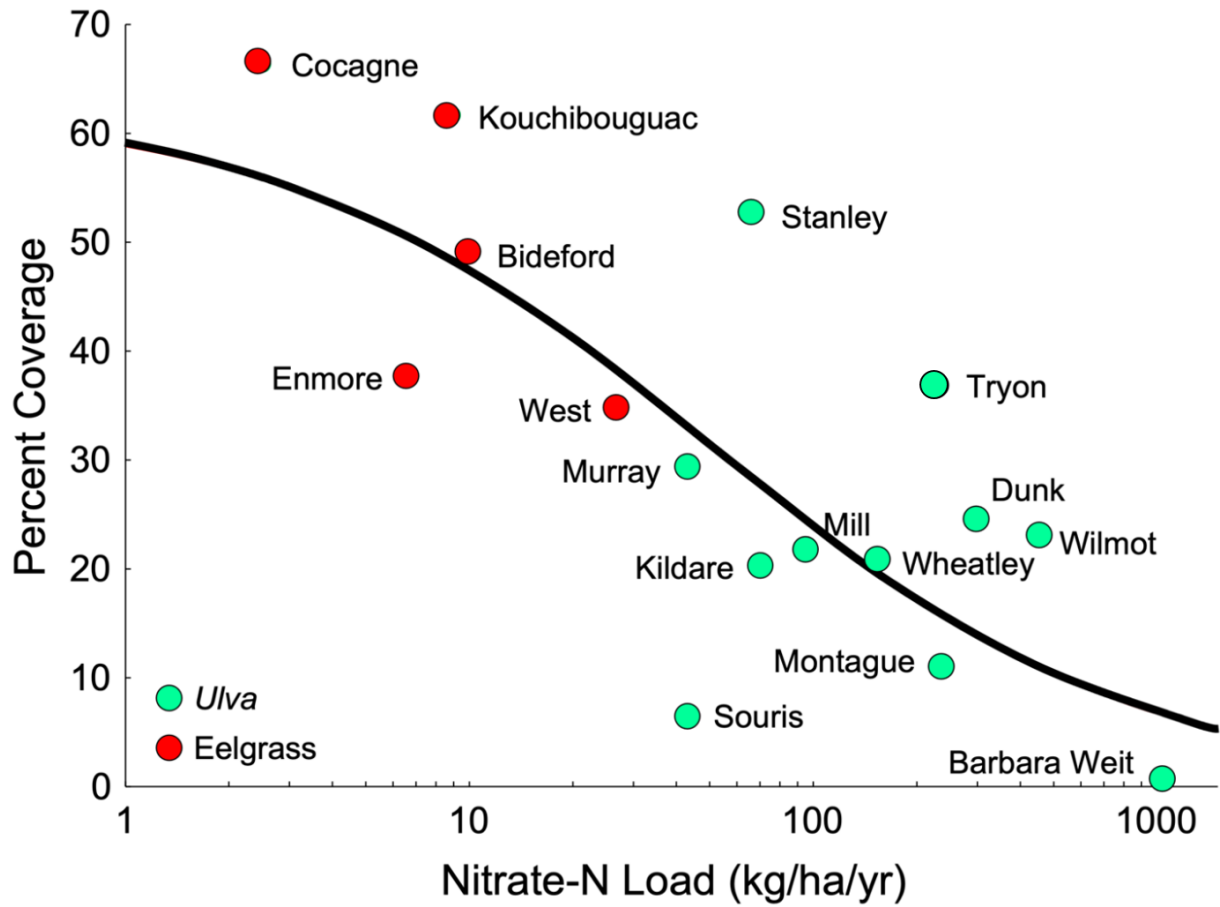 70
60
50
40
30
20
10
0
Percent Coverage
Cocagne
Kouchibouguac
Stanley
Bideford
Enmore
Tryon
West
Murray
Dunk
Mill
Wilmot
Kildare
Wheatley
Montague
Ulva
Souris
Eelgrass
Barbara Weit
1 10 100 1000
Nitrate-N Load (kg/ha/yr)